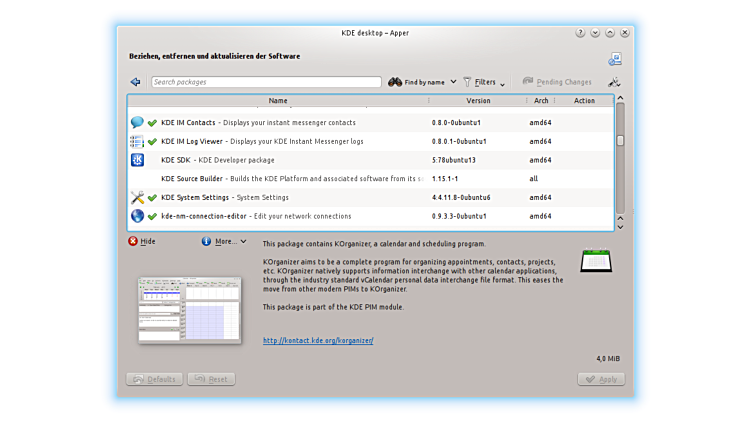 KDE desktop – Apper
Beziehen, entfernen und aktualisieren der Software
Search packages
Find by name
Filters
Pending Changes
Name Version Arch Action
KDE IM Contacts - Displays your instant messenger contacts 0.8.0-0ubuntu1 amd64
KDE IM Log Viewer - Displays your KDE Instant Messenger logs 0.8.0.1-0ubuntu1 amd64
KDE SDK - KDE Developer package 5:78ubuntu13 amd64
KDE Source Builder - Builds the KDE Platform and associated software from its 1.15.1-1 all
KDE System Settings - System Settings 4:4.11.8-0ubuntu6 amd64
kde-nm-connection-editor - Edit your network connections 0.9.3.3-0ubuntu1 amd64
Hide
More...
This package contains KOrganizer, a calendar and scheduling program.
KOrganizer aims to be a complete program for organizing appointments, contacts, projects,
etc. KOrganizer natively supports information interchange with other calendar applications,
through the industry standard vCalendar personal data interchange file format. This eases the
move from other modern PIMs to KOrganizer.
This package is part of the KDE PIM module.
http://kontact.kde.org/korganizer/
4,0 MiB
Defaults
Reset
Apply